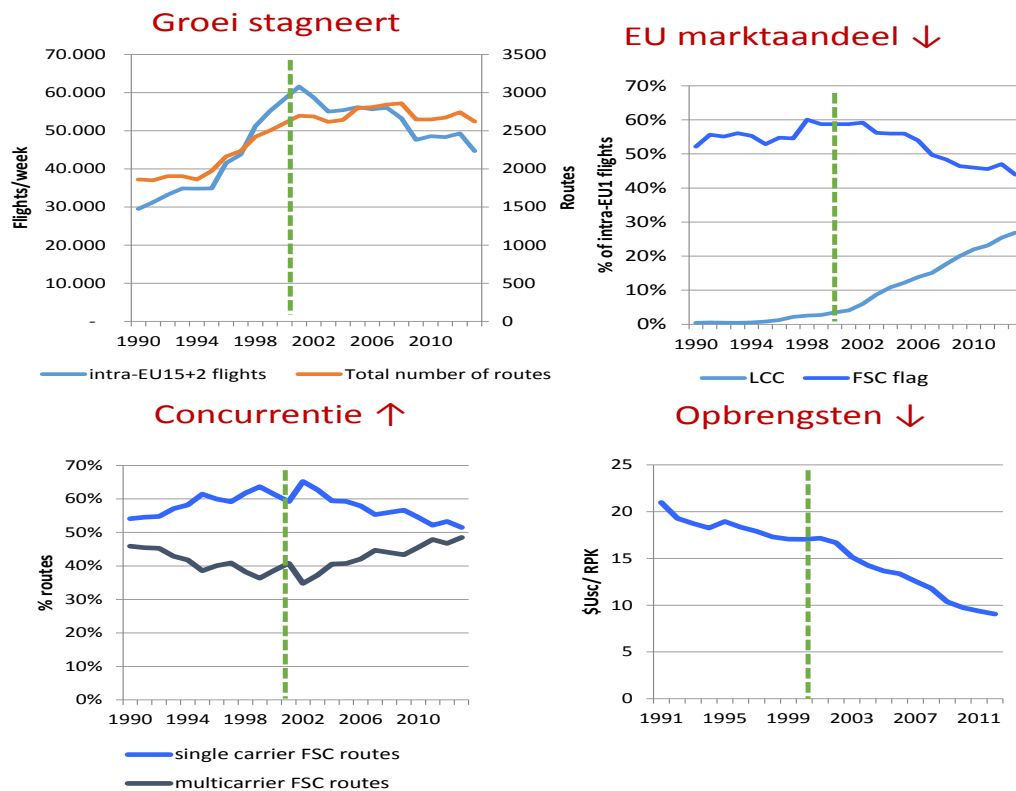 Groei stagneert
70.000
60.000
50.000
40.000
30.000
20.000
10.000
-
Flights/week
3500
3000
2500
2000
1500
1000
500
0
Routes
1990 1994 1998 2002 2006 2010
intra-EU15+2 flights Total number of routes
EU marktaandeel ↓
70%
60%
50%
40%
30%
20%
10%
0%
% of intra-EU1 flights
1990 1994 1998 2002 2006 2010
LCC FSC flag
Concurrentie ↑
70%
60%
50%
40%
30%
20%
10%
0%
% routes
1990 1994 1998 2002 2006 2010
single carrier FSC routes
multicarrier FSC routes
Opbrengsten ↓
25
20
15
10
5
0
$Usc/ RPK
1991 1995 1999 2003 2007 2011